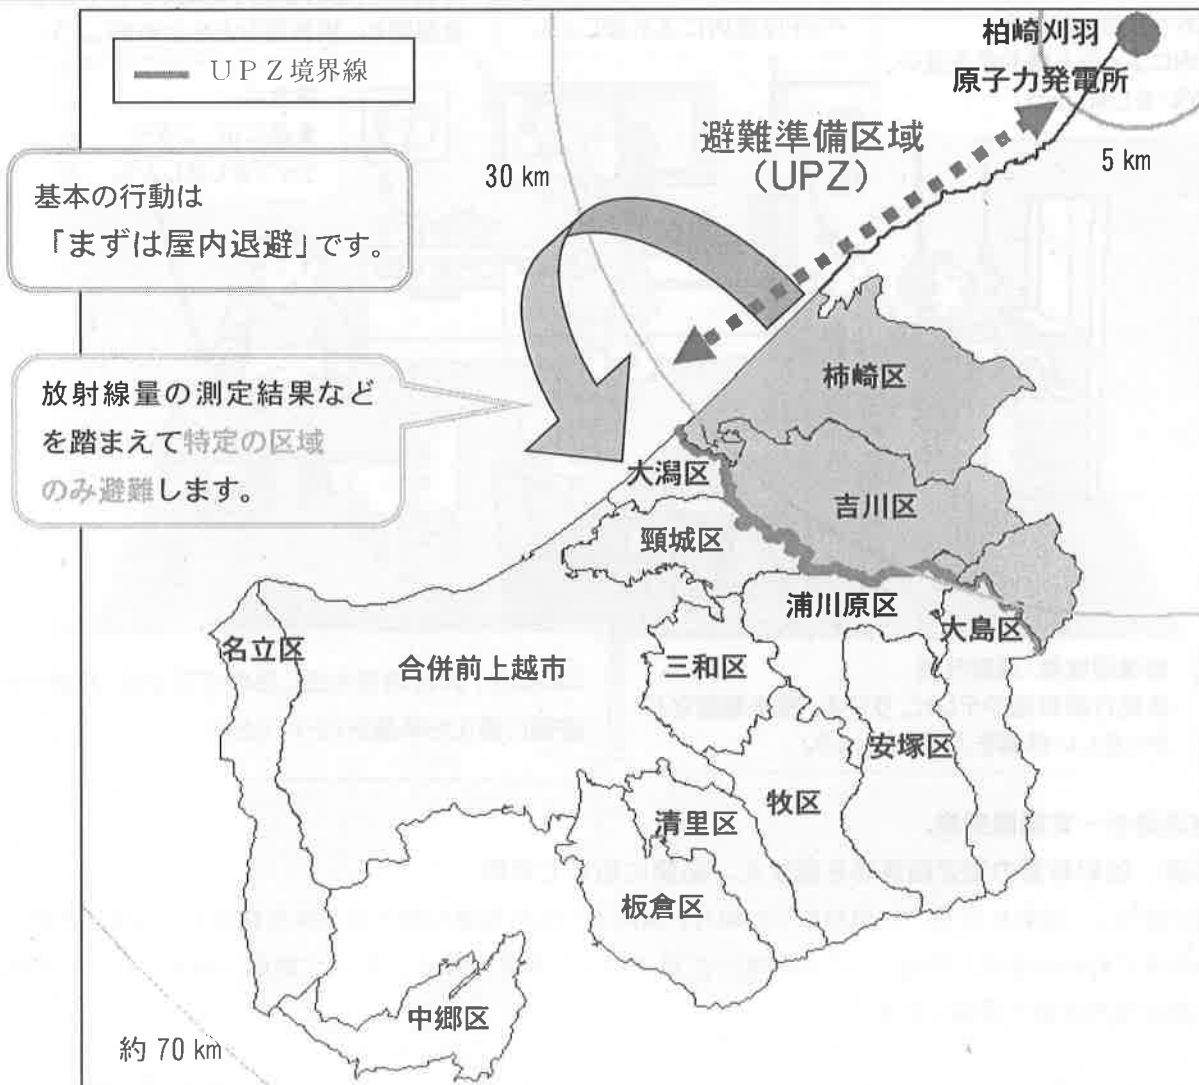 柏崎刈羽
原子力発電所
UPZ境界線
避難準備区域
(UPZ)
30 km
5 km
基本の行動は
「まずは屋内退避」です。
放射線量の測定結果など
を踏まえて特定の区域
のみ避難します。
柿崎区
大潟区
吉川区
頸城区
浦川原区
大島区
名立区
合併前上越市
三和区
安塚区
牧区
清里区
板倉区
中郷区
約 70 km